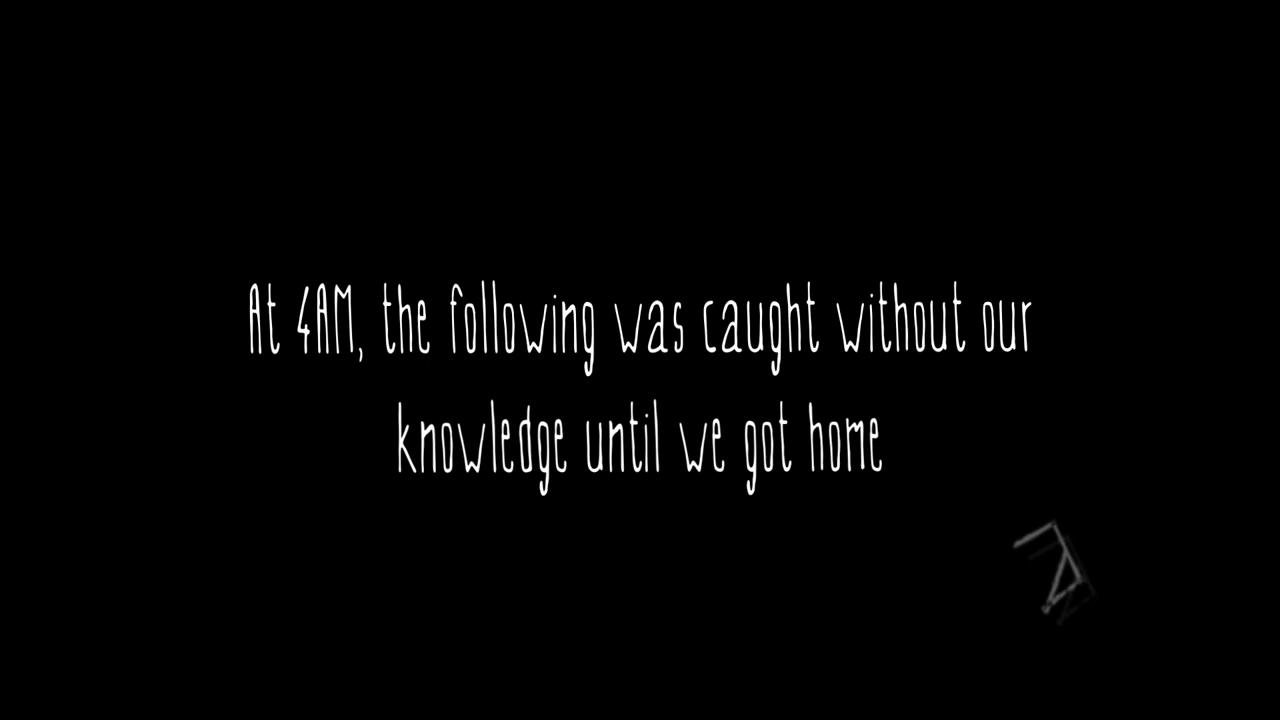 At 4AM, the following was caught without our
knowledge until we got home